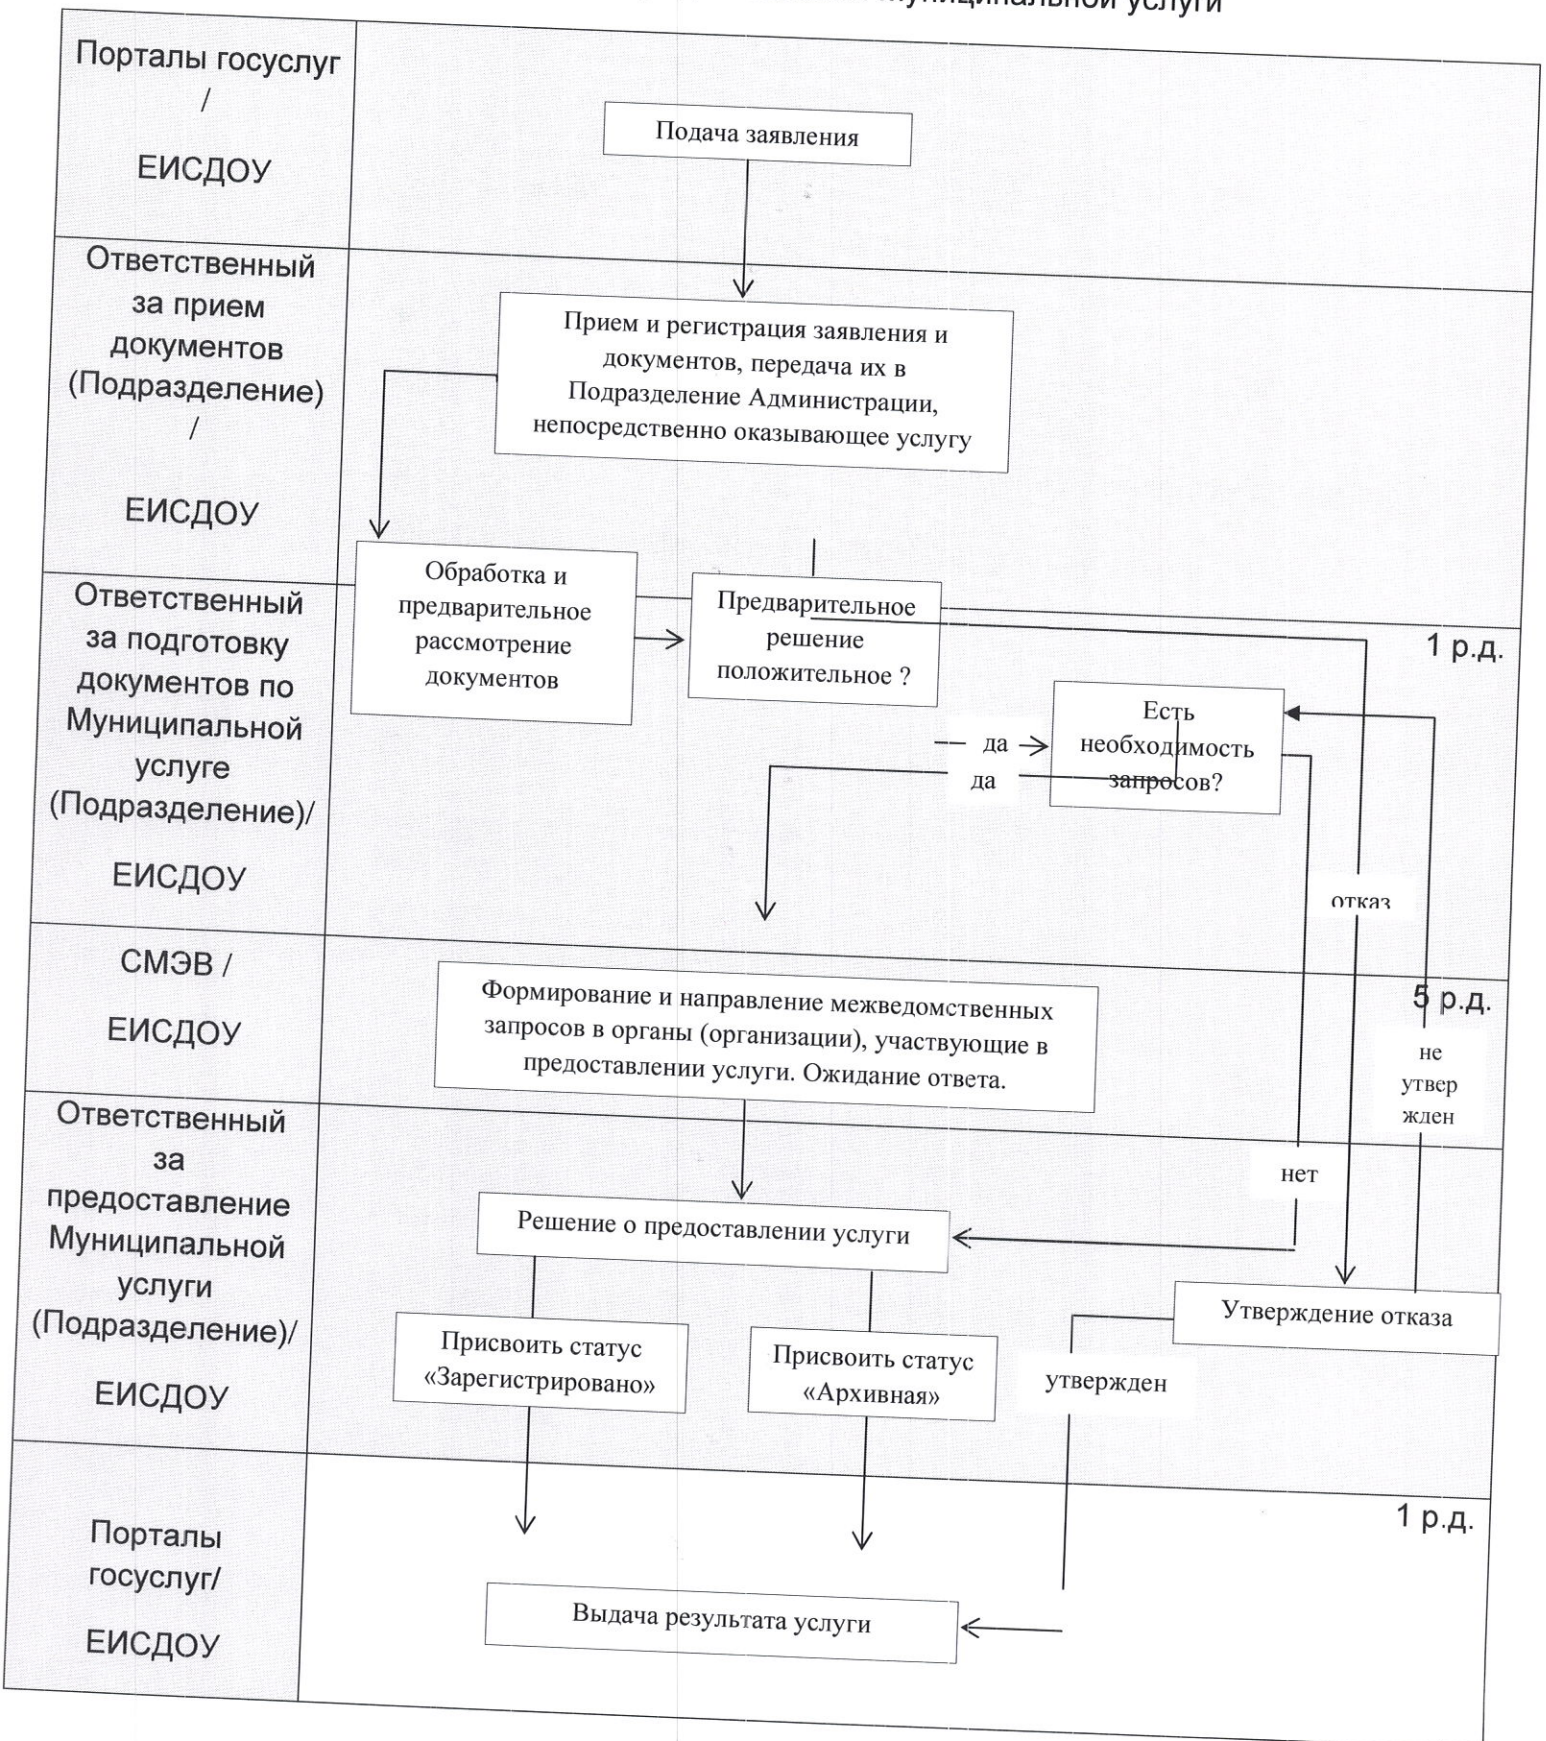 муниципальной услуги
Порталы госуслуг
/
ЕИСДОУ
Подача заявления
Ответственный
за прием
документов
(Подразделение)
/
ЕИСДОУ
Прием и регистрация заявления и
документов, передача их в
Подразделение Администрации,
непосредственно оказывающее услугу
Ответственный
за подготовку
документов по
Муниципальной
услуге
(Подразделение)/
ЕИСДОУ
Обработка и
предварительное
рассмотрение
документов
Предварительное
решение
положительное ?
1 р.д.
Есть
необходимость
запросов?
да
да
отказ
СМЭВ /
ЕИСДОУ
Формирование и направление межведомственных
запросов в органы (организации), участвующие в
предоставлении услуги. Ожидание ответа.
5 р.д.
не
утвер
жден
Ответственный
за
предоставление
Муниципальной
услуги
(Подразделение)/
ЕИСДОУ
нет
Решение о предоставлении услуги
Утверждение отказа
Присвоить статус
«Зарегистрировано»
Присвоить статус
«Архивная»
утвержден
Порталы
госуслуг/
ЕИСДОУ
1 р.д.
Выдача результата услуги